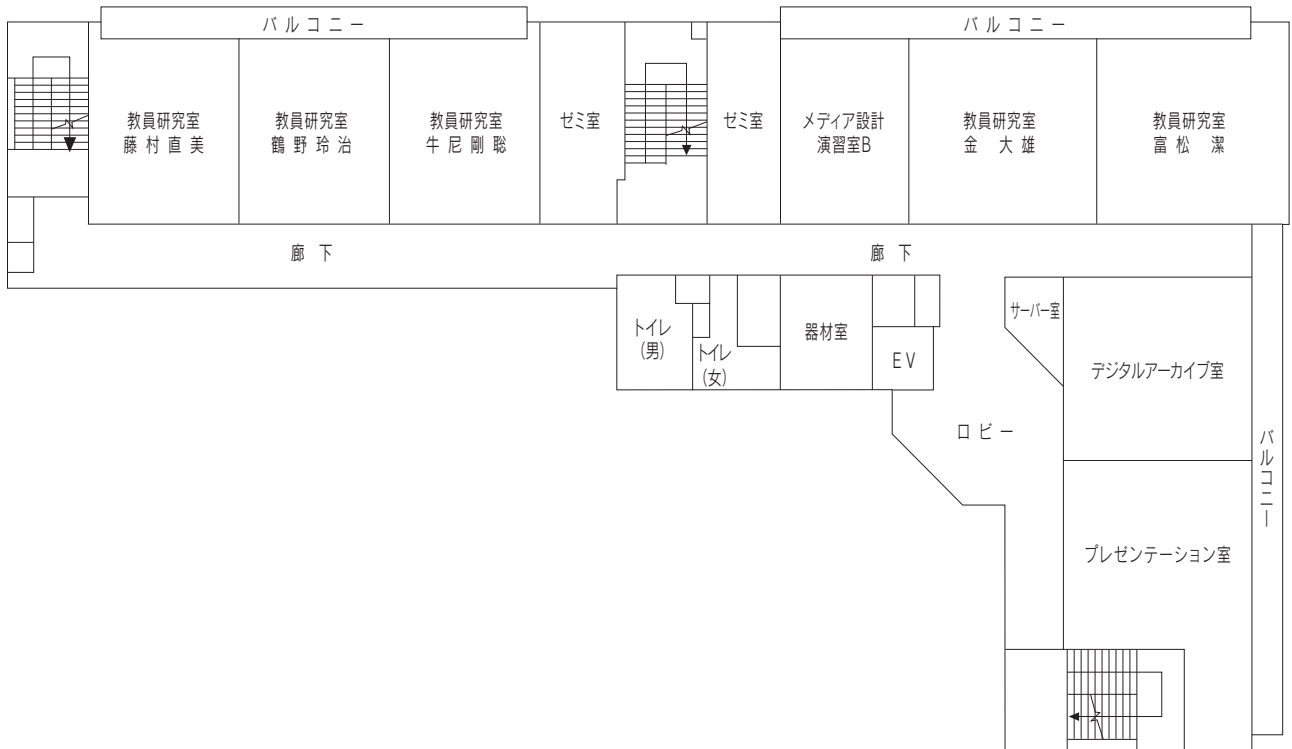 バルコニー
バルコニー
教員研究室
藤村直美
教員研究室
鶴野玲治
教員研究室
牛尼剛聡
ゼミ室
ゼミ室
メディア設計
演習室B
教員研究室
金 大雄
教員研究室
富松 潔
廊下
廊下
トイレ
(男)
トイレ
(女)
器材室
EV
サーバー室
デジタルアーカイブ室
ロビー
バルコニー
プレゼンテーション室